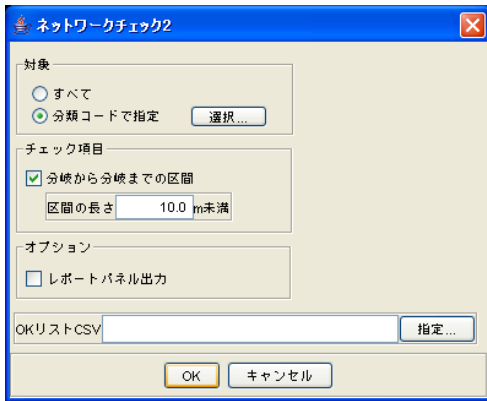 ネットワークチェック2
対象
すべて
分類コードで指定 選択...
チェック項目
分岐から分岐までの区間
区間の長さ 10.0 m未満
オプション
レポートパネル出力
OKリストCSV 指定...
OK キャンセル